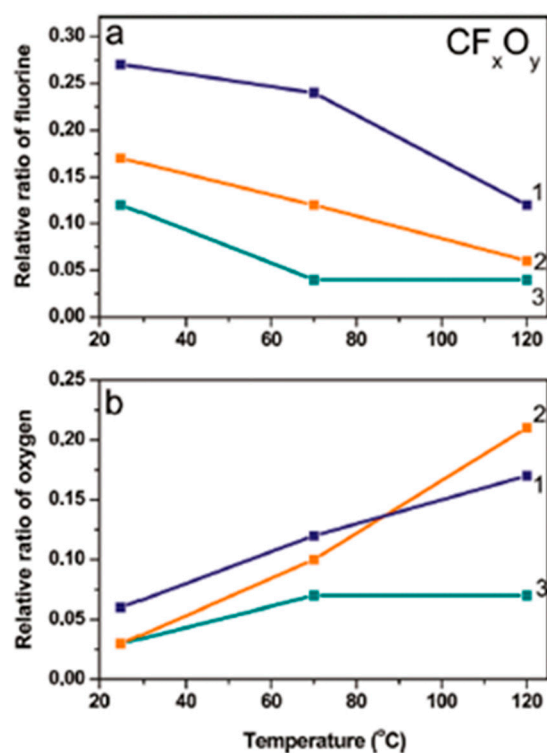 a
CFxOy
Relative ratio of fluorine
0.30
0.25
0.20
0.15
0.10
0.05
0.00
1
2
3
20 40 60 80 100 120
b
Relative ratio of oxygen
0.25
0.20
0.15
0.10
0.05
0.00
2
1
3
20 40 60 80 100 120
Temperature (°C)